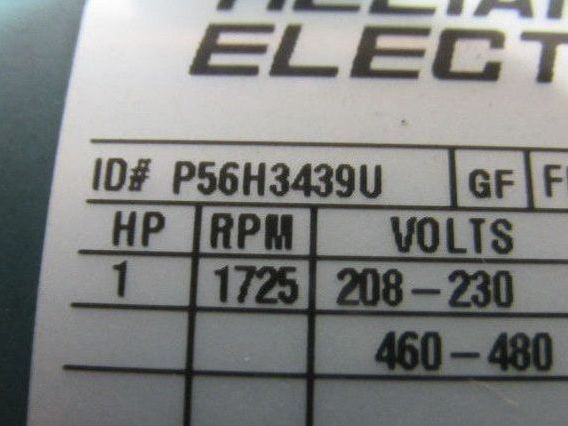 ELECT
ID# P56H3439U GF
HP RPM VOLTS
1 1725 208-230
460-480